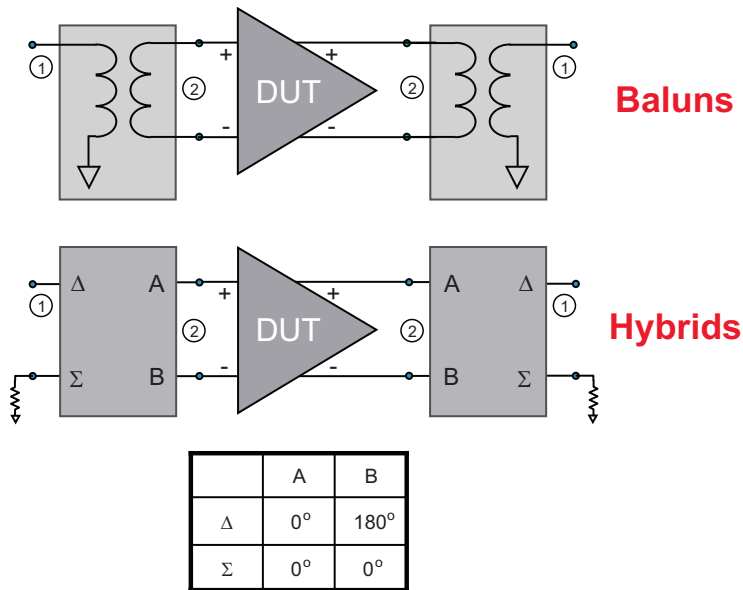 ① ② + + ② ①
DUT
- -
Baluns
Δ A + + A Δ
① ② DUT ② ①
Hybrids
Σ B - - B Σ
A B
Δ 0° 180°
Σ 0° 0°